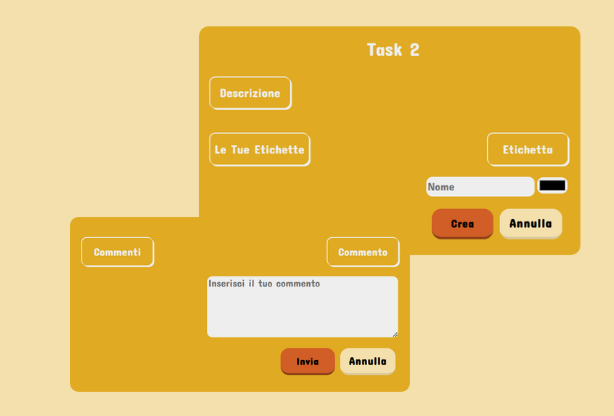 Task 2
Descrizione
Le Tue Etichette
Etichetta
Nome
Crea
Annulla
Commenti
Commento
Inserisci il tuo commento
Invia
Annulla